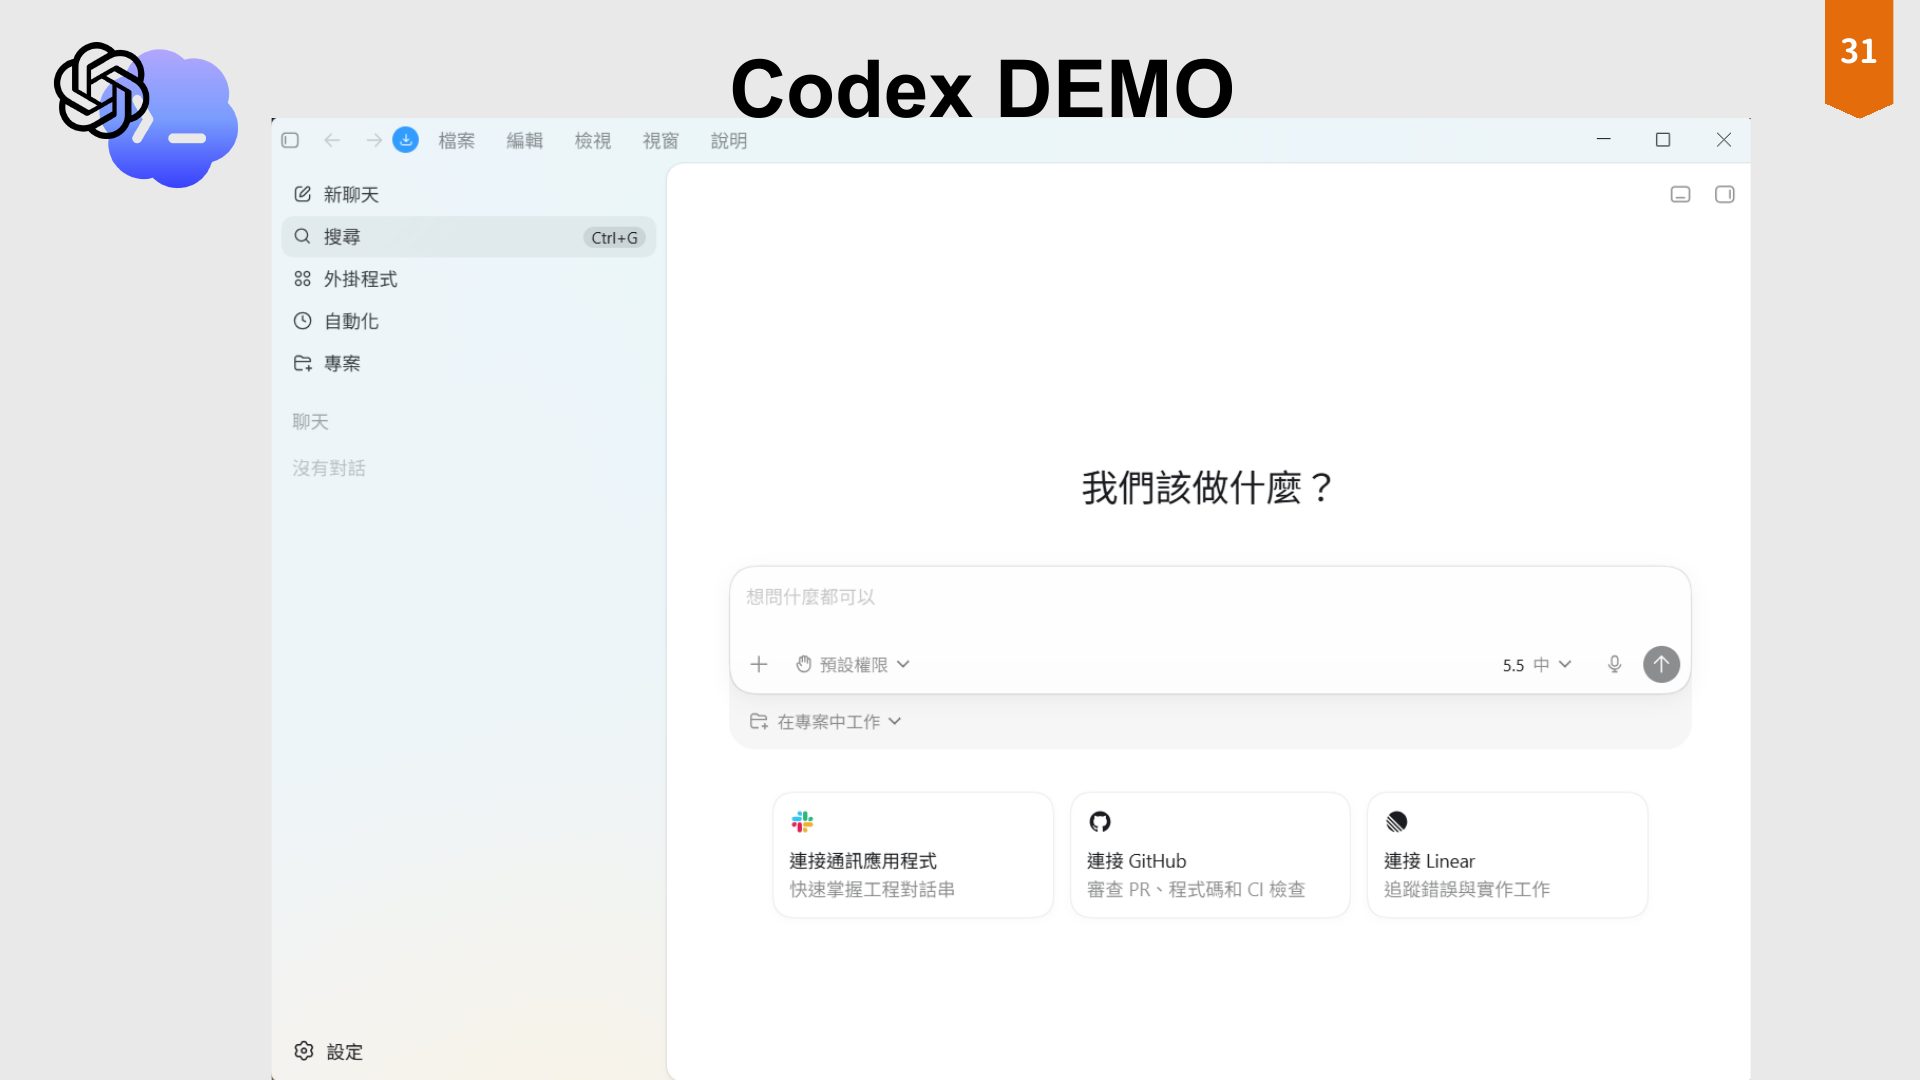 Codex DEMO
31
檔案 編輯 檢視 視窗 說明
新聊天
搜尋 Ctrl+G
外掛程式
自動化
專案
聊天
沒有對話
我們該做什麼？
想問什麼都可以
預設權限 5.5 中
在專案中工作
連接通訊應用程式
快速掌握工程對話串
連接 GitHub
審查 PR、程式碼和 CI 檢查
連接 Linear
追蹤錯誤與實作工作
設定